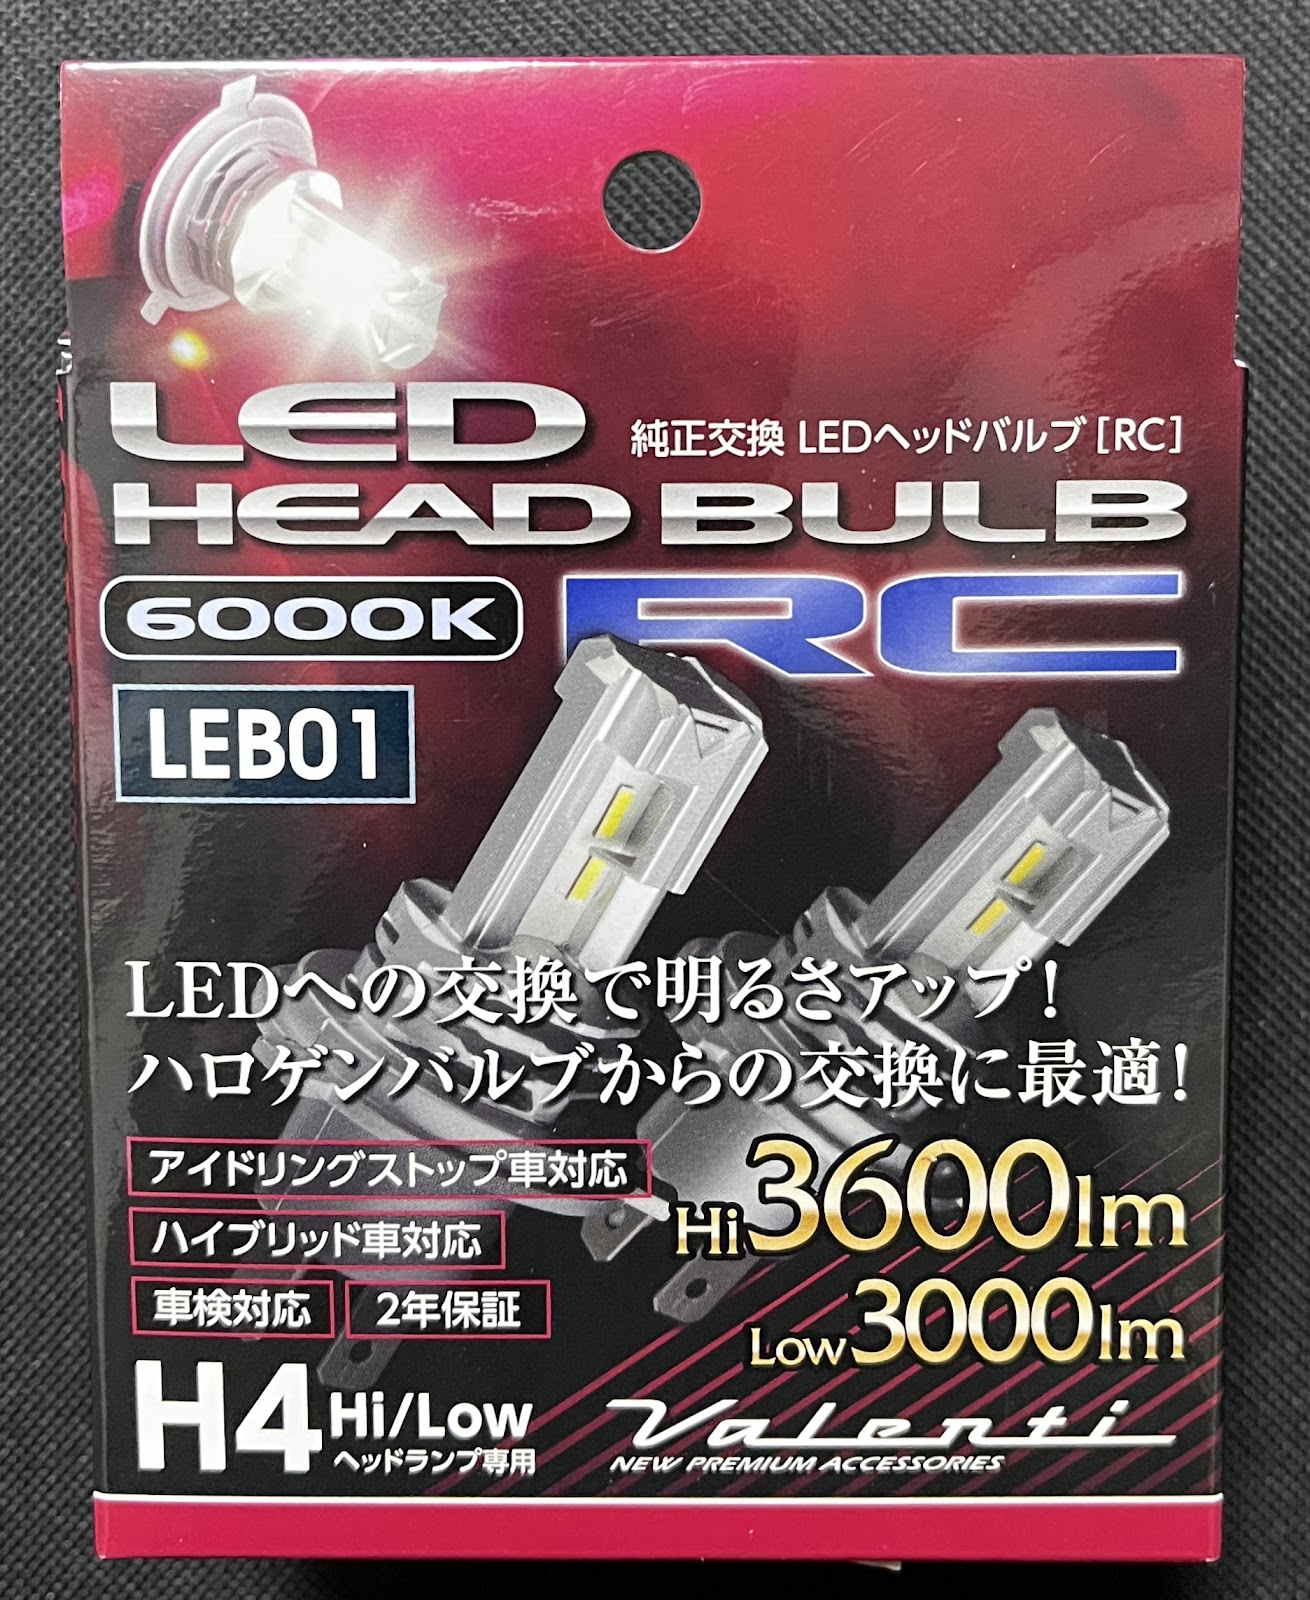 LED
純正交換 LEDヘッドバルブ[RC]
HEAD BULB
6000K RC
LEB01
LEDへの交換で明るさアップ!
ハロゲンバルブからの交換に最適!
アイドリングストップ車対応
ハイブリッド車対応
車検対応 2年保証
Hi3600lm
Low3000lm
H4 Hi/Low
ヘッドランプ専用
Valenti
NEW PREMIUM ACCESSORIES